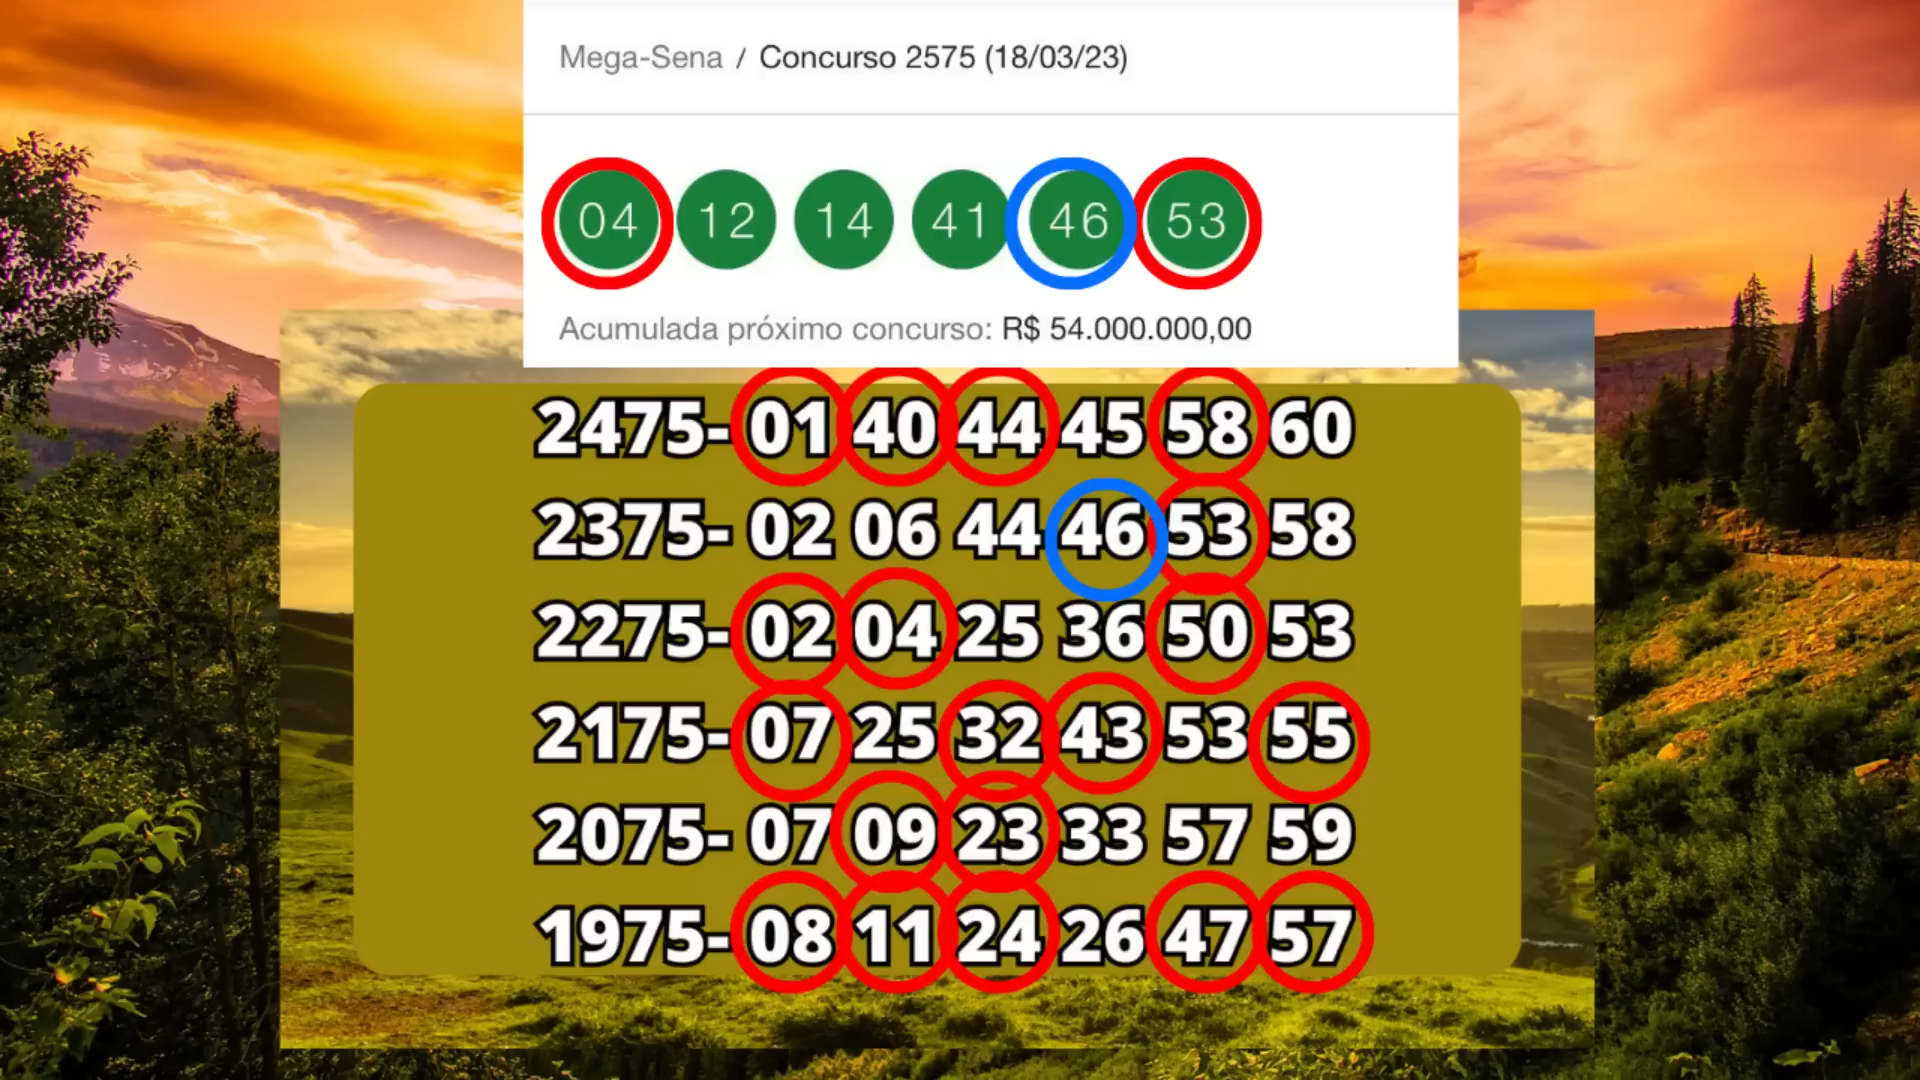 Mega-Sena / Concurso 2575 (18/03/23)
04 12 14 41 46 53
Acumulada próximo concurso: R$ 54.000.000,00
2475- 01 40 44 45 58 60
2375- 02 06 44 46 53 58
2275- 02 04 25 36 50 53
2175- 07 25 32 43 53 55
2075- 07 09 23 33 57 59
1975- 08 11 24 26 47 57